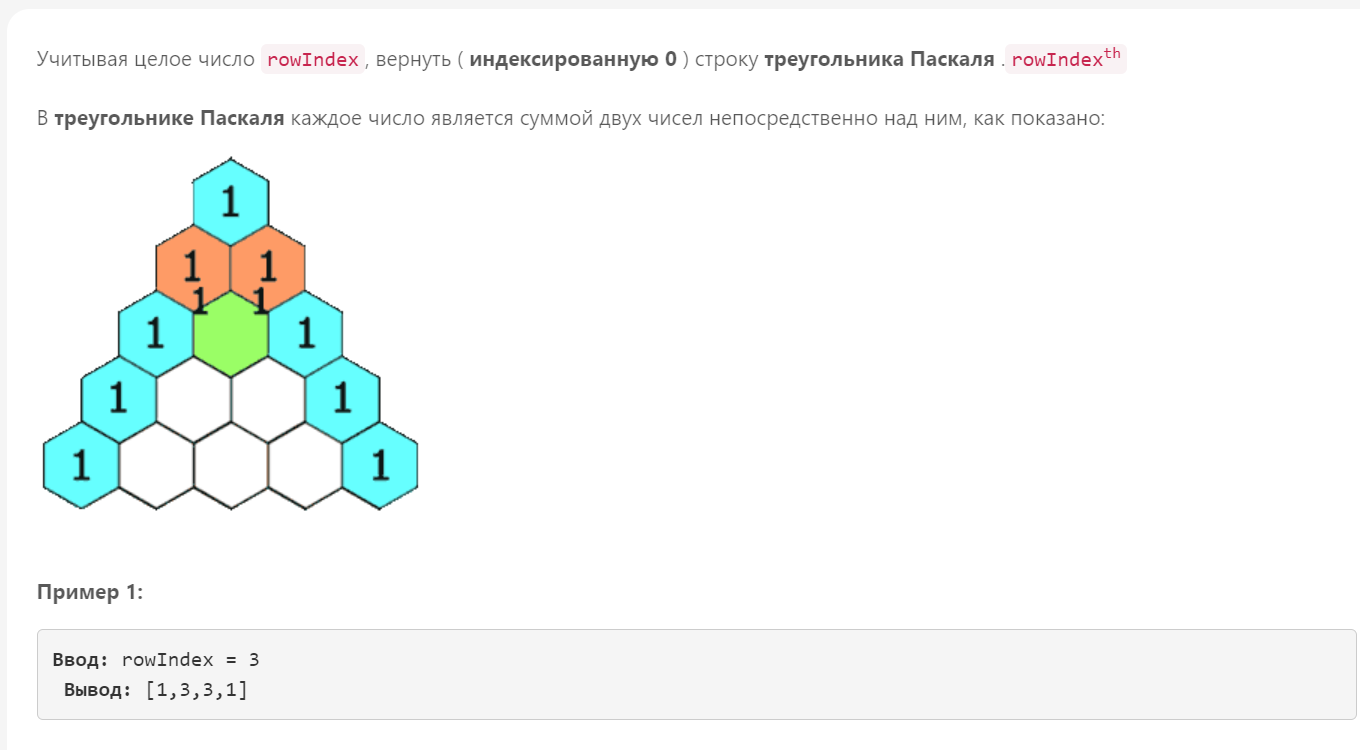 Учитывая целое число rowIndex, вернуть ( индексированную 0 ) строку треугольника Паскаля . rowIndexth
В треугольнике Паскаля каждое число является суммой двух чисел непосредственно над ним, как показано:
1
1 1
1 1
1 1
1 1
1 1
Пример 1:
Ввод: rowIndex = 3
Вывод: [1,3,3,1]